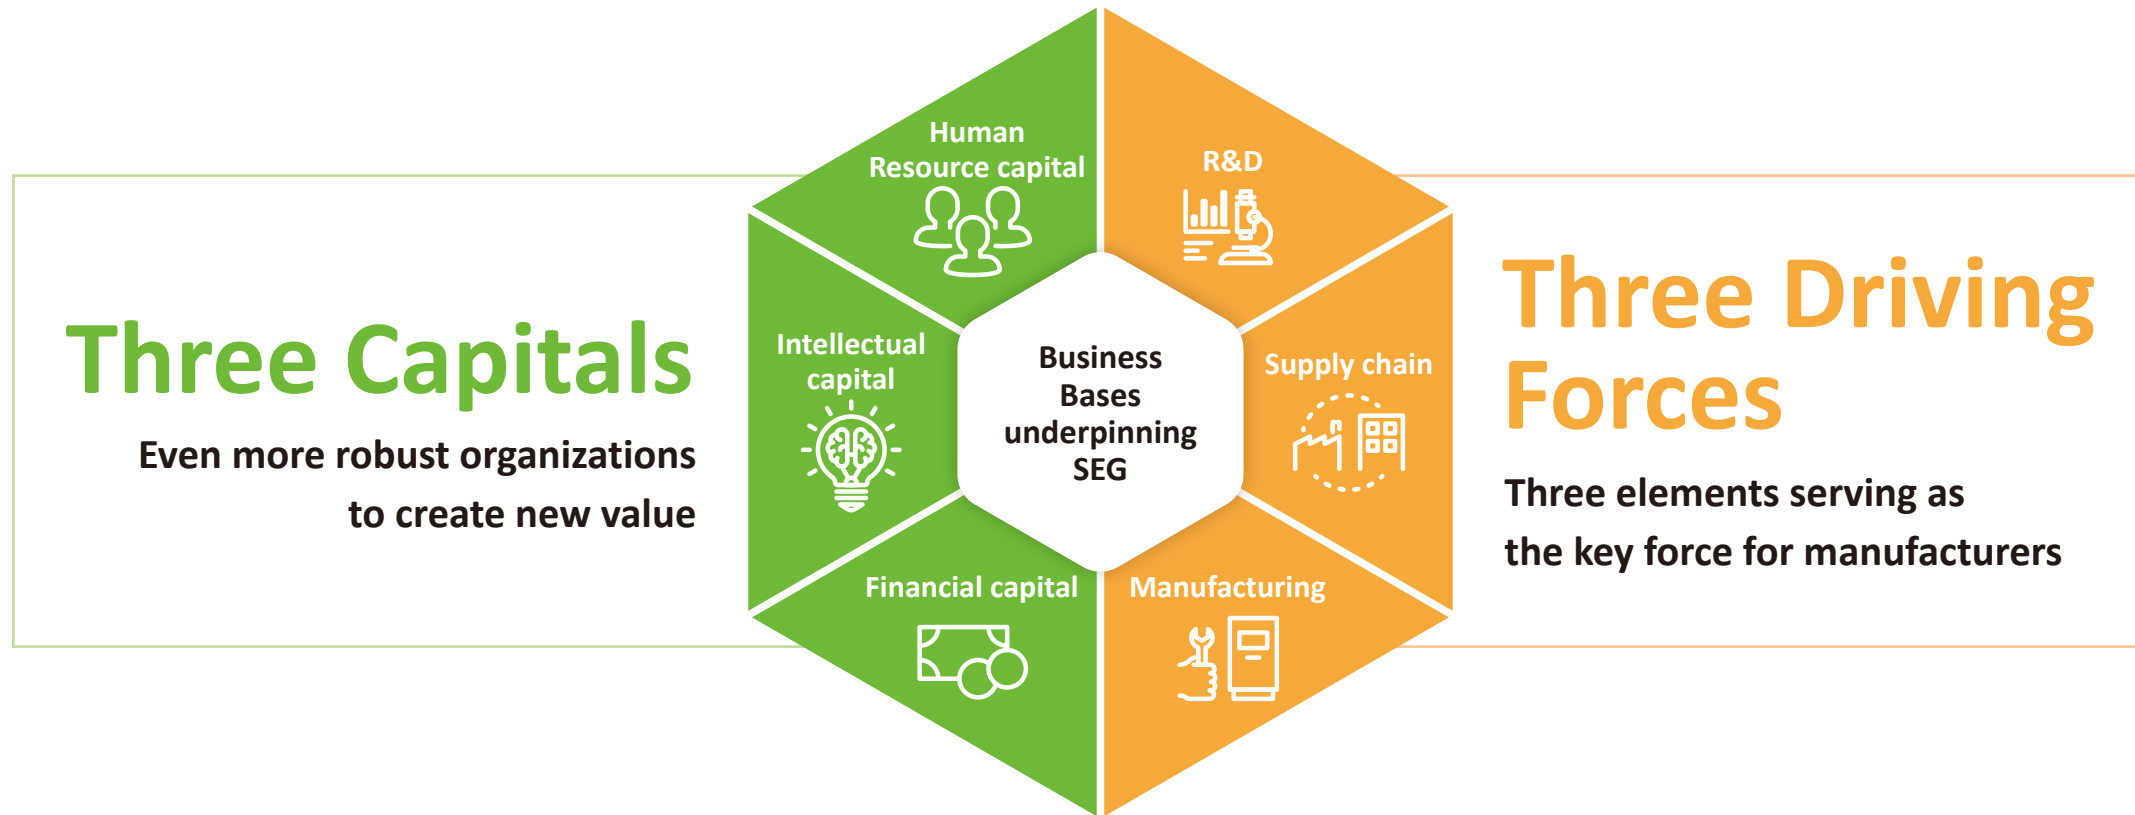 Three Capitals
Even more robust organizations
to create new value
Human
Resource capital
Intellectual
capital
Financial capital
Business
Bases
underpinning
SEG
R&D
Supply chain
Manufacturing
Three Driving
Forces
Three elements serving as
the key force for manufacturers